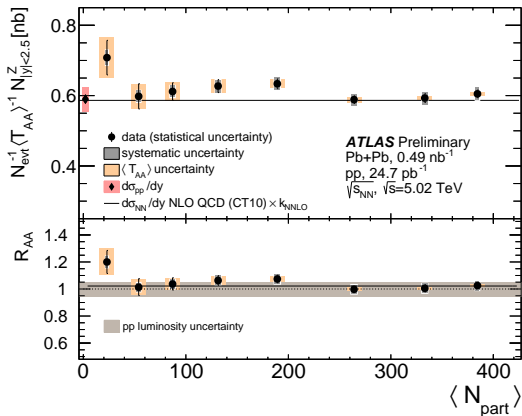 N_evt^-1 ⟨T_AA⟩^-1 N^Z_|y|<2.5 [nb]
0.8
0.6
0.4
0.2
data (statistical uncertainty)
systematic uncertainty
⟨T_AA⟩ uncertainty
dσ_pp/dy
dσ_NN/dy NLO QCD (CT10) × k_NNLO
ATLAS Preliminary
Pb+Pb, 0.49 nb^-1
pp, 24.7 pb^-1
√s_NN, √s=5.02 TeV
R_AA
1.4
1.2
1
0.8
0.6
pp luminosity uncertainty
0 100 200 300 400
⟨ N_part ⟩